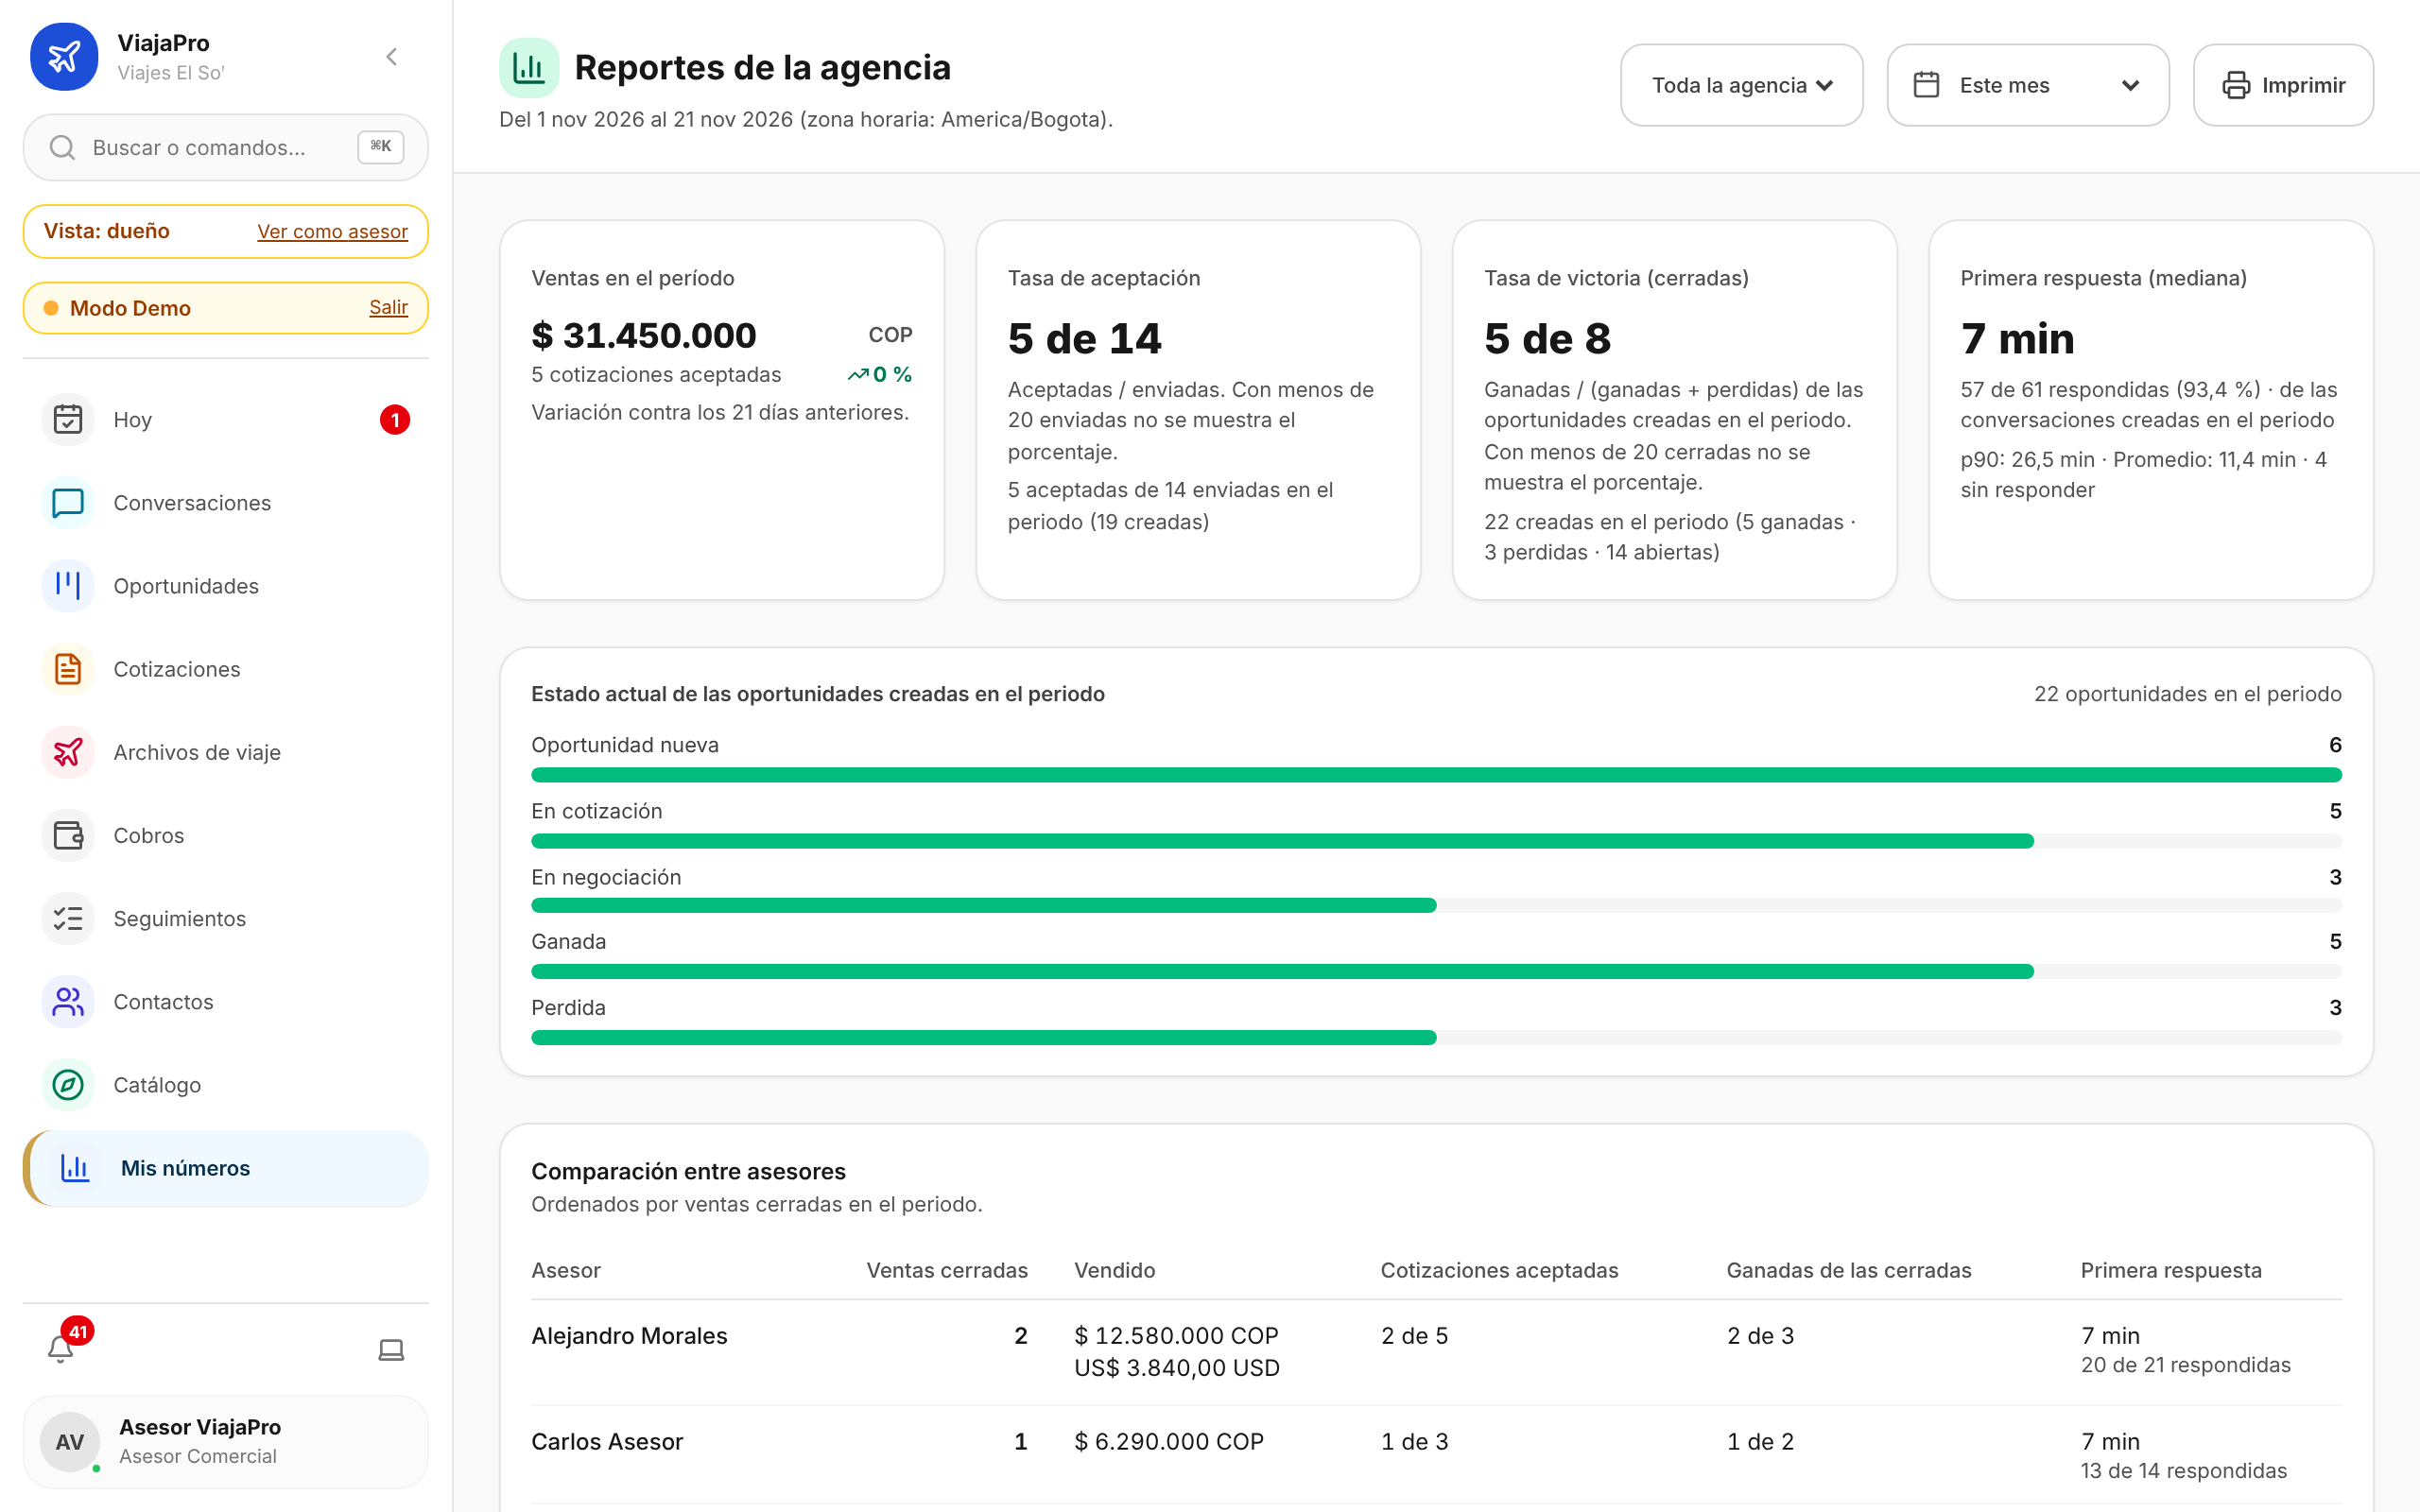 ViajaPro
Viajes El So
Buscar o comandos...
⌘K
Vista: dueño
Ver como asesor
Modo Demo
Salir
Hoy
1
Conversaciones
Oportunidades
Cotizaciones
Archivos de viaje
Cobros
Seguimientos
Contactos
Catálogo
Mis números
41
AV
Asesor ViajaPro
Asesor Comercial
Reportes de la agencia
Del 1 nov 2026 al 21 nov 2026 (zona horaria: America/Bogota).
Toda la agencia
Este mes
Imprimir
Ventas en el período
$ 31.450.000
COP
5 cotizaciones aceptadas
0 %
Variación contra los 21 días anteriores.
Tasa de aceptación
5 de 14
Aceptadas / enviadas. Con menos de
20 enviadas no se muestra el
porcentaje.
5 aceptadas de 14 enviadas en el
periodo (19 creadas)
Tasa de victoria (cerradas)
5 de 8
Ganadas / (ganadas + perdidas) de las
oportunidades creadas en el periodo.
Con menos de 20 cerradas no se
muestra el porcentaje.
22 creadas en el periodo (5 ganadas ·
3 perdidas · 14 abiertas)
Primera respuesta (mediana)
7 min
57 de 61 respondidas (93,4 %) · de las
conversaciones creadas en el periodo
p90: 26,5 min · Promedio: 11,4 min · 4
sin responder
Estado actual de las oportunidades creadas en el periodo
22 oportunidades en el periodo
Oportunidad nueva
6
En cotización
5
En negociación
3
Ganada
5
Perdida
3
Comparación entre asesores
Ordenados por ventas cerradas en el periodo.
Asesor
Ventas cerradas
Vendido
Cotizaciones aceptadas
Ganadas de las cerradas
Primera respuesta
Alejandro Morales
2
$ 12.580.000 COP
US$ 3.840,00 USD
2 de 5
2 de 3
7 min
20 de 21 respondidas
Carlos Asesor
1
$ 6.290.000 COP
1 de 3
1 de 2
7 min
13 de 14 respondidas